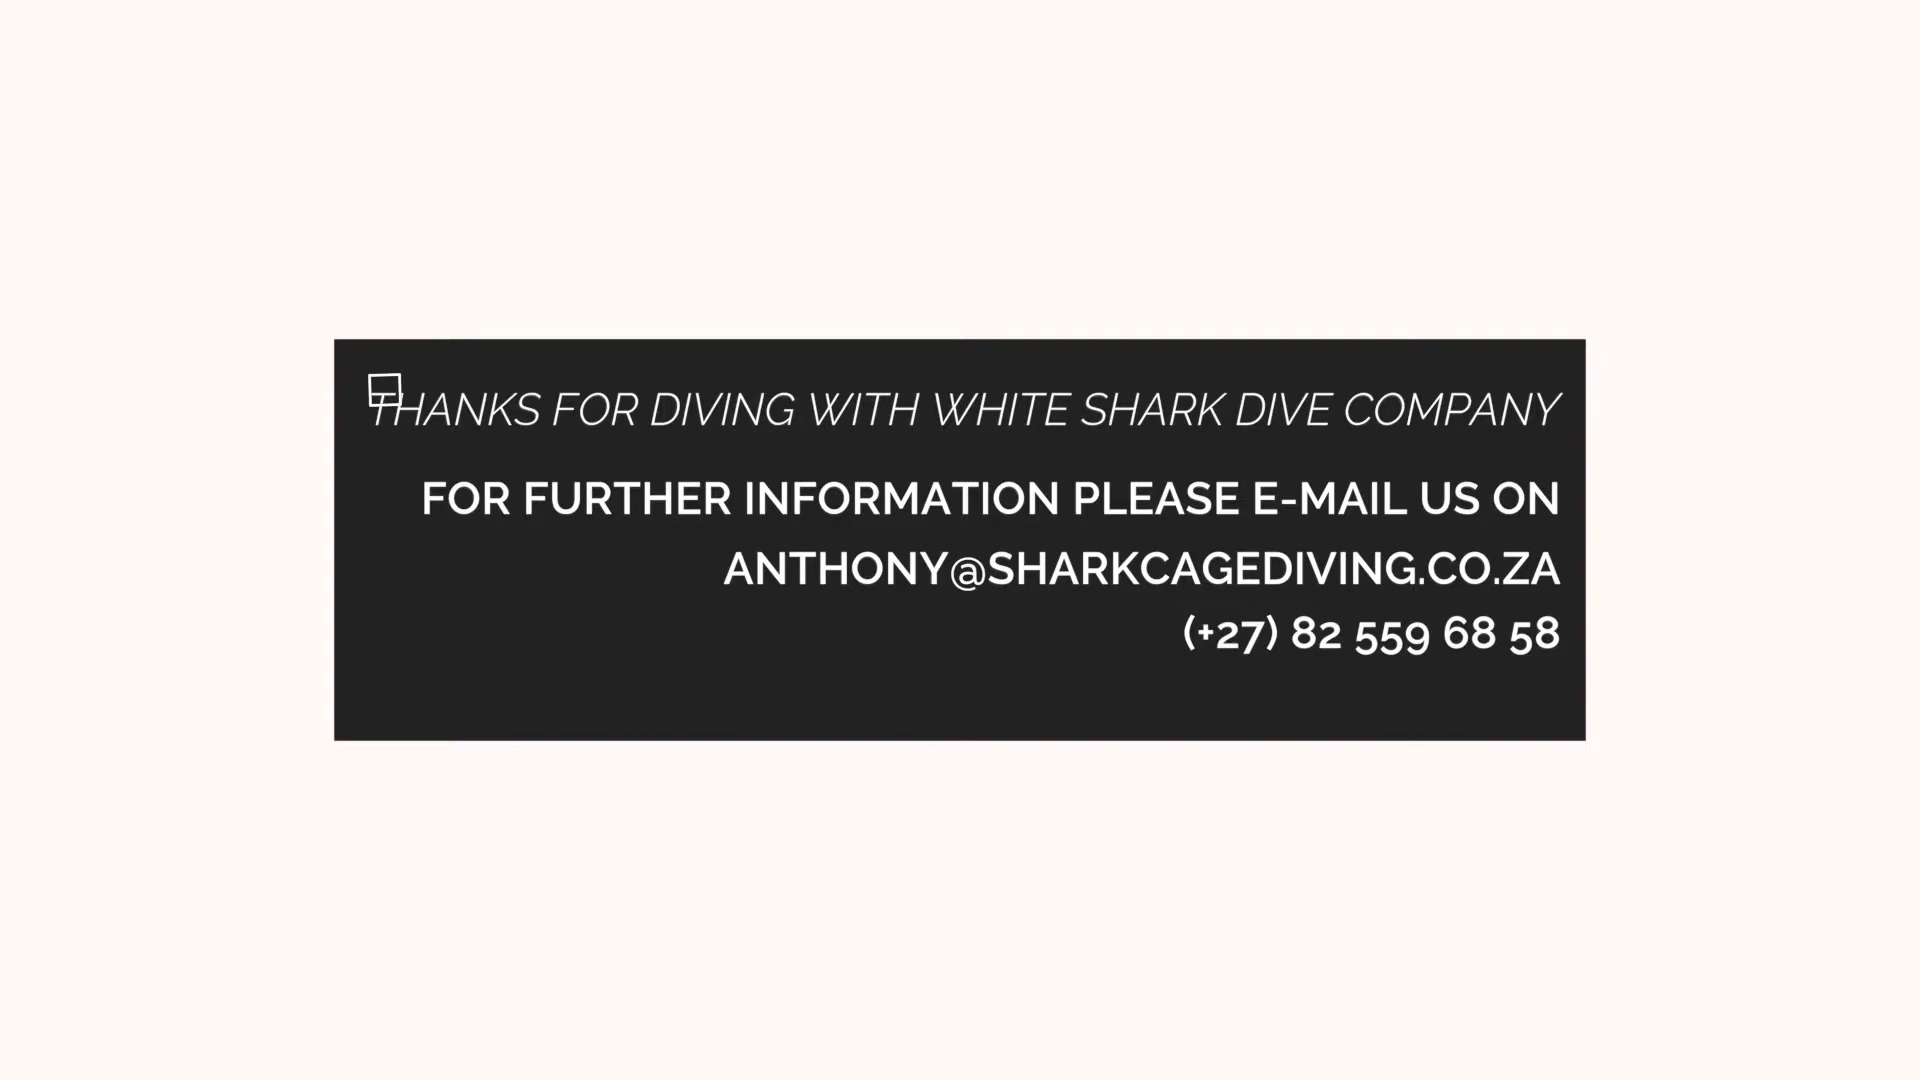 THANKS FOR DIVING WITH WHITE SHARK DIVE COMPANY
FOR FURTHER INFORMATION PLEASE E-MAIL US ON
ANTHONY@SHARKCAGEDIVING.CO.ZA
(+27) 82 559 68 58